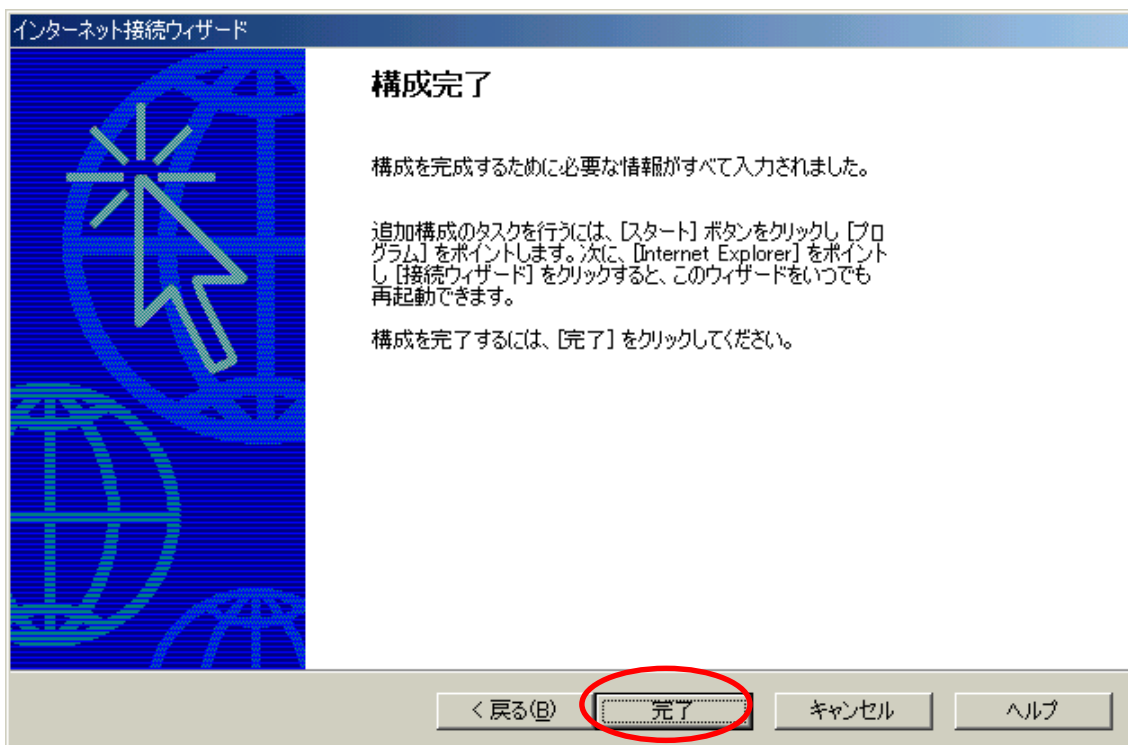 インターネット接続ウィザード
構成完了
構成を完成するために必要な情報がすべて入力されました。
追加構成のタスクを行うには、[スタート] ボタンをクリックし [プロ
グラム] をポイントします。次に、[Internet Explorer] をポイント
し [接続ウィザード] をクリックすると、このウィザードをいつでも
再起動できます。
構成を完了するには、[完了] をクリックしてください。
< 戻る(B) 完了 キャンセル ヘルプ